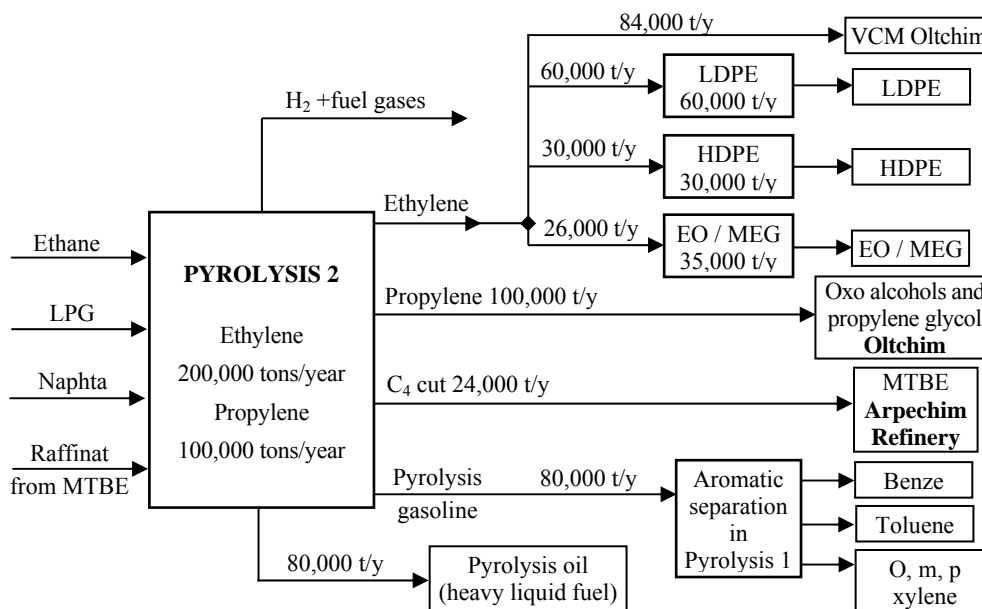 84,000 t/y
VCM Oltchim
60,000 t/y
LDPE
60,000 t/y
LDPE
H2 +fuel gases
30,000 t/y
HDPE
30,000 t/y
HDPE
Ethylene
26,000 t/y
EO / MEG
35,000 t/y
EO / MEG
Ethane
LPG
Naphta
Raffinat
from MTBE
PYROLYSIS 2
Ethylene
200,000 tons/year
Propylene
100,000 tons/year
Propylene 100,000 t/y
Oxo alcohols and
propylene glycol
Oltchim
C4 cut 24,000 t/y
MTBE
Arpechim
Refinery
Pyrolysis
gasoline
80,000 t/y
Aromatic
separation
in
Pyrolysis 1
Benze
Toluene
O, m, p
xylene
80,000 t/y
Pyrolysis oil
(heavy liquid fuel)